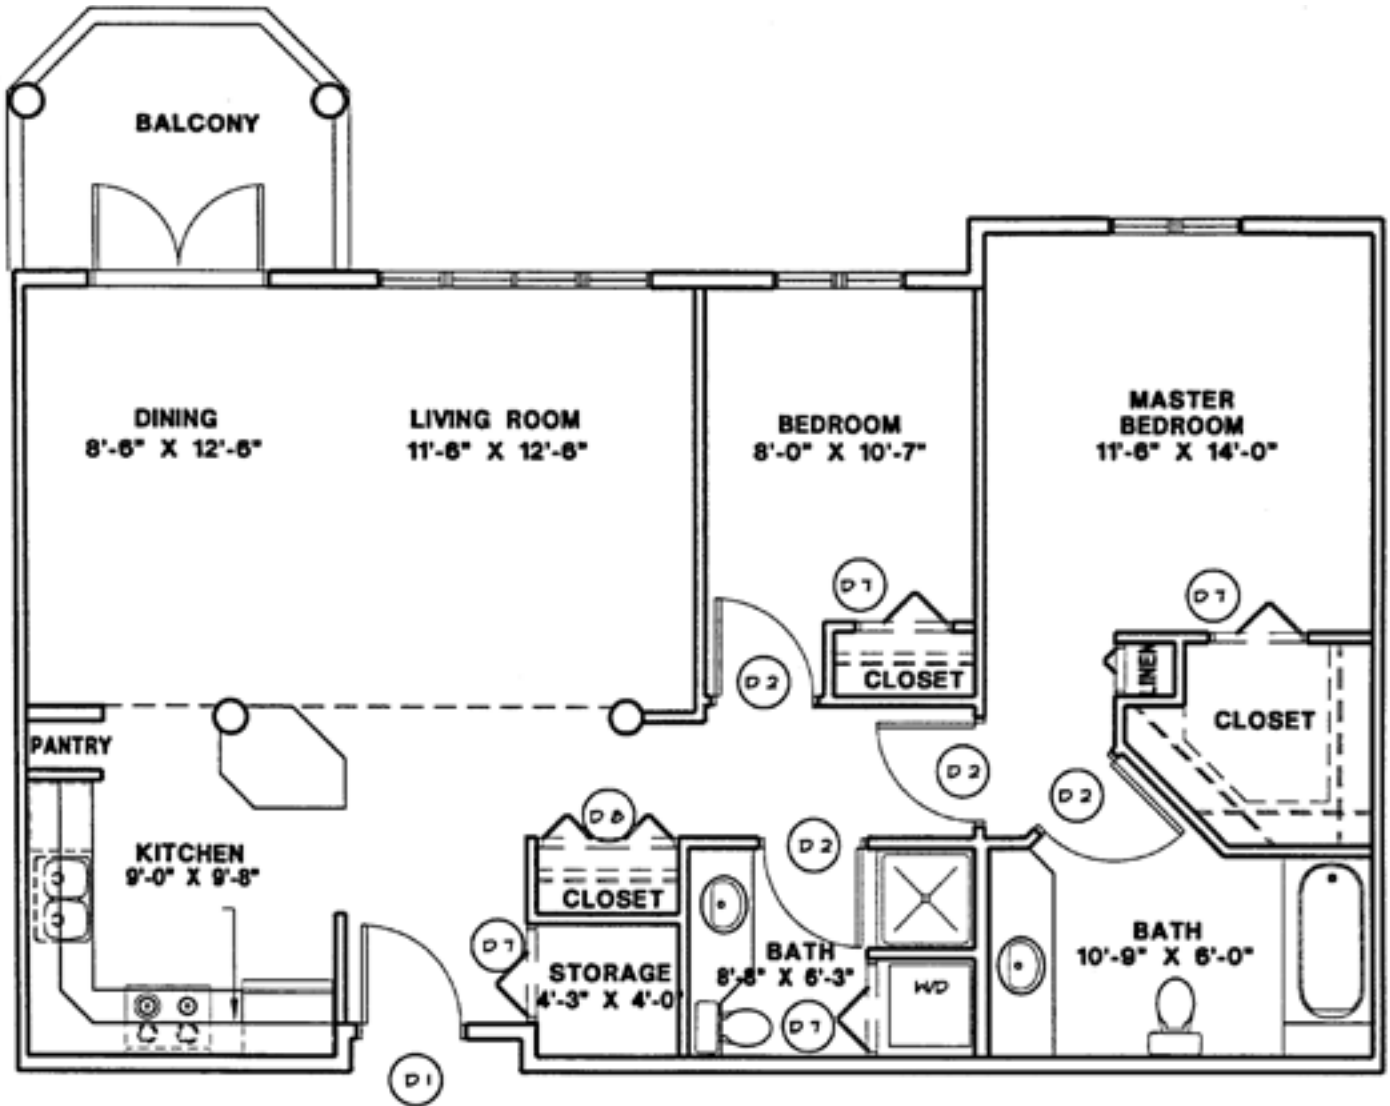 BALCONY
DINING
8'-6" X 12'-6"
LIVING ROOM
11'-6" X 12'-6"
BEDROOM
8'-0" X 10'-7"
MASTER
BEDROOM
11'-6" X 14'-0"
D7
D7
LINEN
CLOSET
D2
CLOSET
PANTRY
D2
D2
D8
D2
KITCHEN
9'-0" X 9'-8"
CLOSET
D7
STORAGE
4'-3" X 4'-0
BATH
8'-8" X 6'-3"
BATH
10'-9" X 6'-0"
W/D
D7
D1